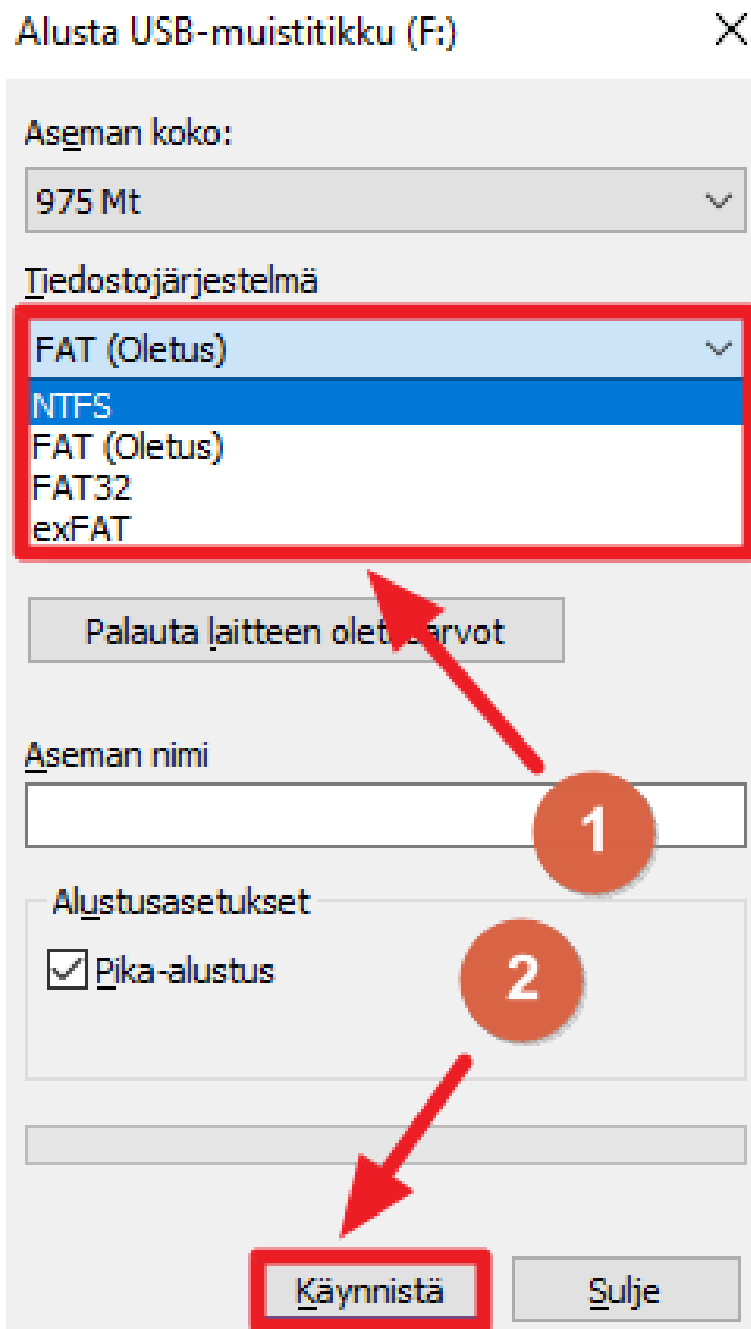 Alusta USB-muistitikku (F:)
Aseman koko:
975 Mt
Tiedostojärjestelmä
FAT (Oletus)
NTFS
FAT (Oletus)
FAT32
exFAT
Palauta laitteen oletusarvot
Aseman nimi
1
Alustusasetukset
Pika-alustus
2
Käynnistä
Sulje